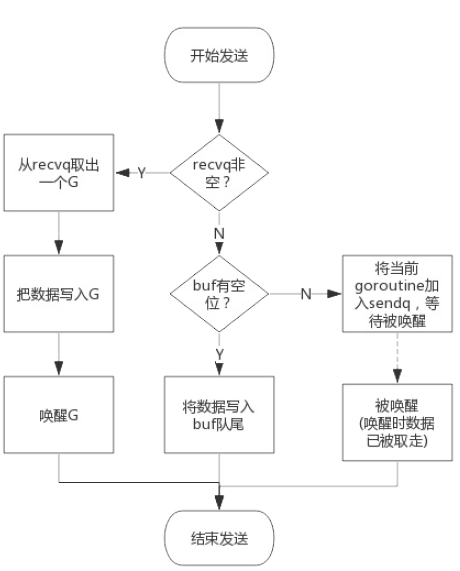 开始发送
从recvq取出
一个G
Y
recvq非
空？
N
把数据写入G
buf有空
位？
N
将当前
goroutine加
入sendq，等
待被唤醒
Y
唤醒G
将数据写入
buf队尾
被唤醒
(唤醒时数据
已被取走)
结束发送